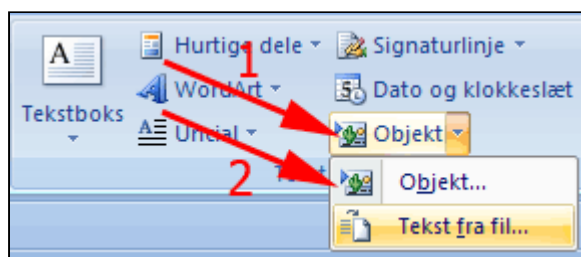 Hurtige dele
Signaturlinje
1
WordArt
Dato og klokkeslæt
Tekstboks
Uncial
Objekt
2
Objekt...
Tekst fra fil...